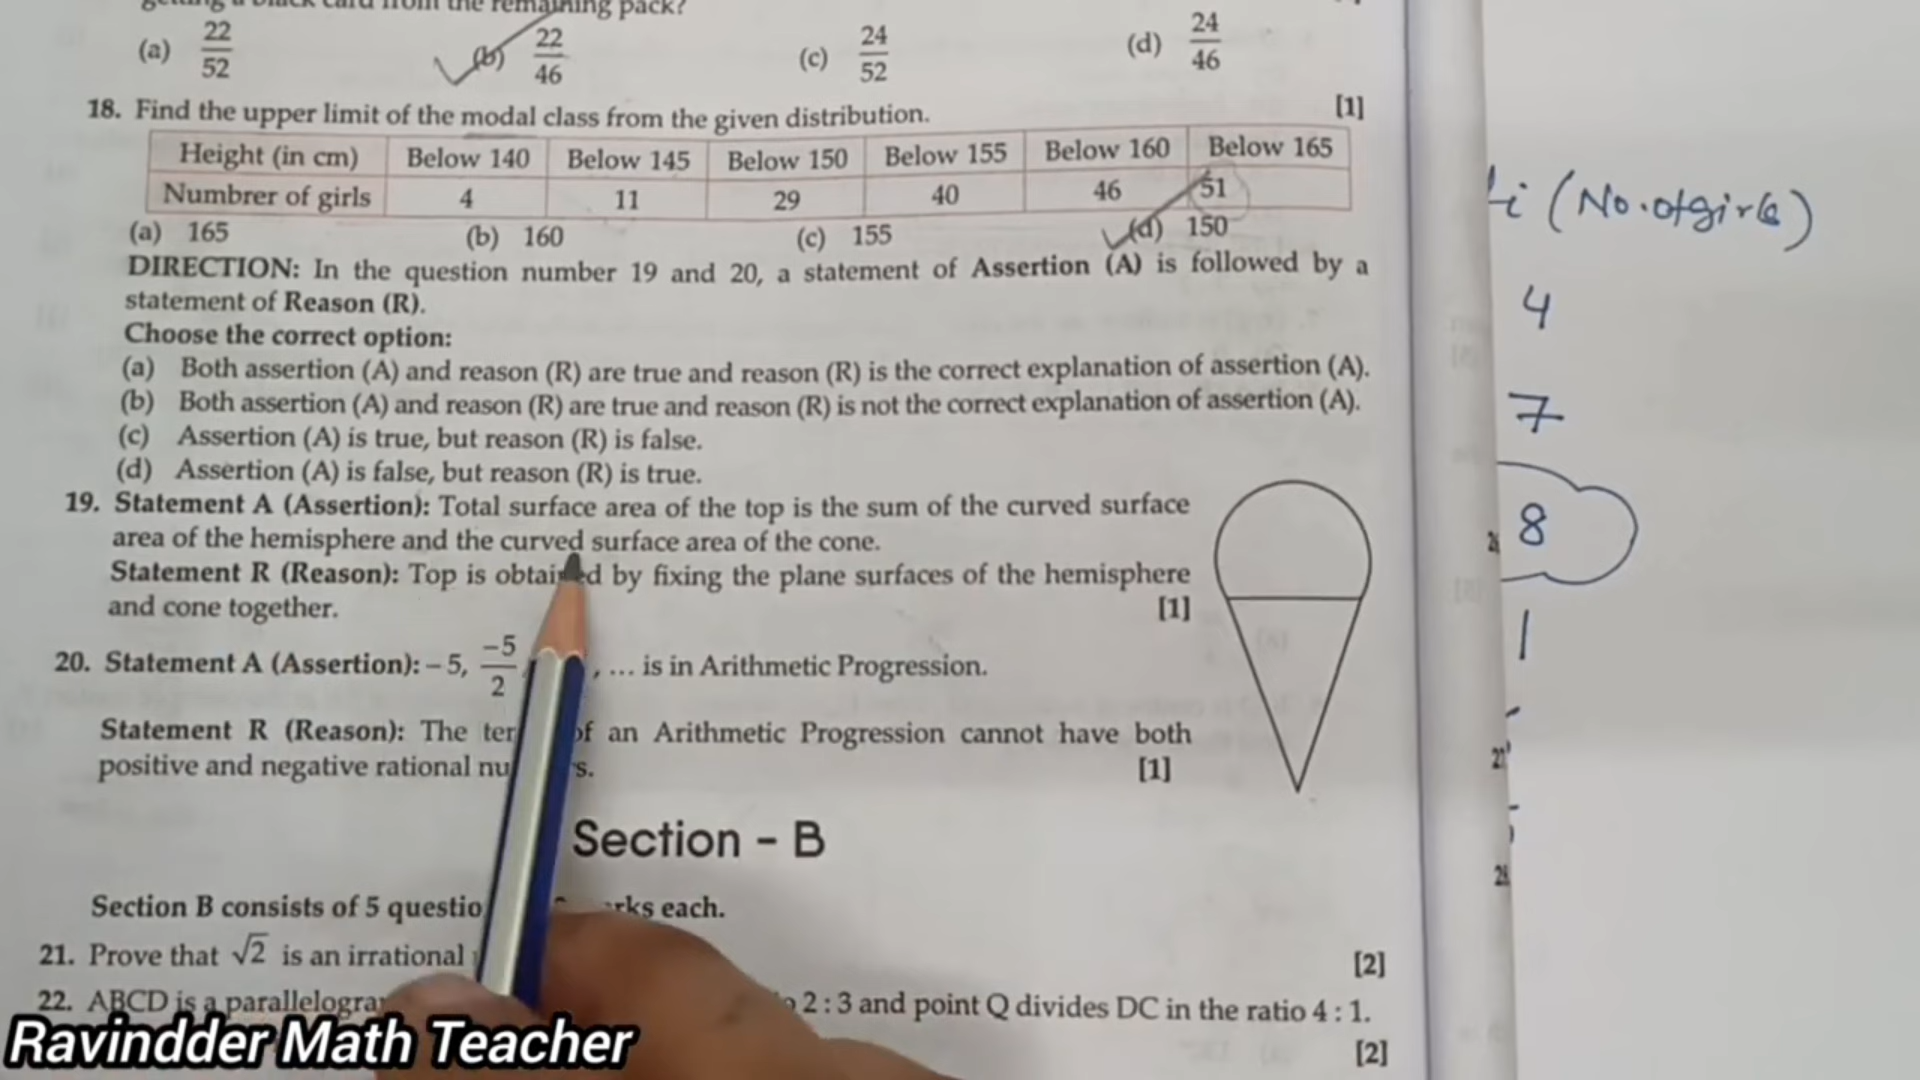 getting a black card from the remaining pack?
(a) 22/52 (b) 22/46 (c) 24/52 (d) 24/46
18. Find the upper limit of the modal class from the given distribution. [1]
Height (in cm) Below 140 Below 145 Below 150 Below 155 Below 160 Below 165
Numbrer of girls 4 11 29 40 46 51
(a) 165 (b) 160 (c) 155 (d) 150
DIRECTION: In the question number 19 and 20, a statement of Assertion (A) is followed by a
statement of Reason (R).
Choose the correct option:
(a) Both assertion (A) and reason (R) are true and reason (R) is the correct explanation of assertion (A).
(b) Both assertion (A) and reason (R) are true and reason (R) is not the correct explanation of assertion (A).
(c) Assertion (A) is true, but reason (R) is false.
(d) Assertion (A) is false, but reason (R) is true.
19. Statement A (Assertion): Total surface area of the top is the sum of the curved surface
area of the hemisphere and the curved surface area of the cone.
Statement R (Reason): Top is obtained by fixing the plane surfaces of the hemisphere
and cone together. [1]
20. Statement A (Assertion): – 5, –5/2 , ... is in Arithmetic Progression.
Statement R (Reason): The of an Arithmetic Progression cannot have both
positive and negative rational [1]
Section – B
Section B consists of 5 each.
21. Prove that √2 is an irrational [2]
22. ABCD is a 2 : 3 and point Q divides DC in the ratio 4 : 1.
[2]
(No. of girls)
4
7
8
1
Ravindder Math Teacher